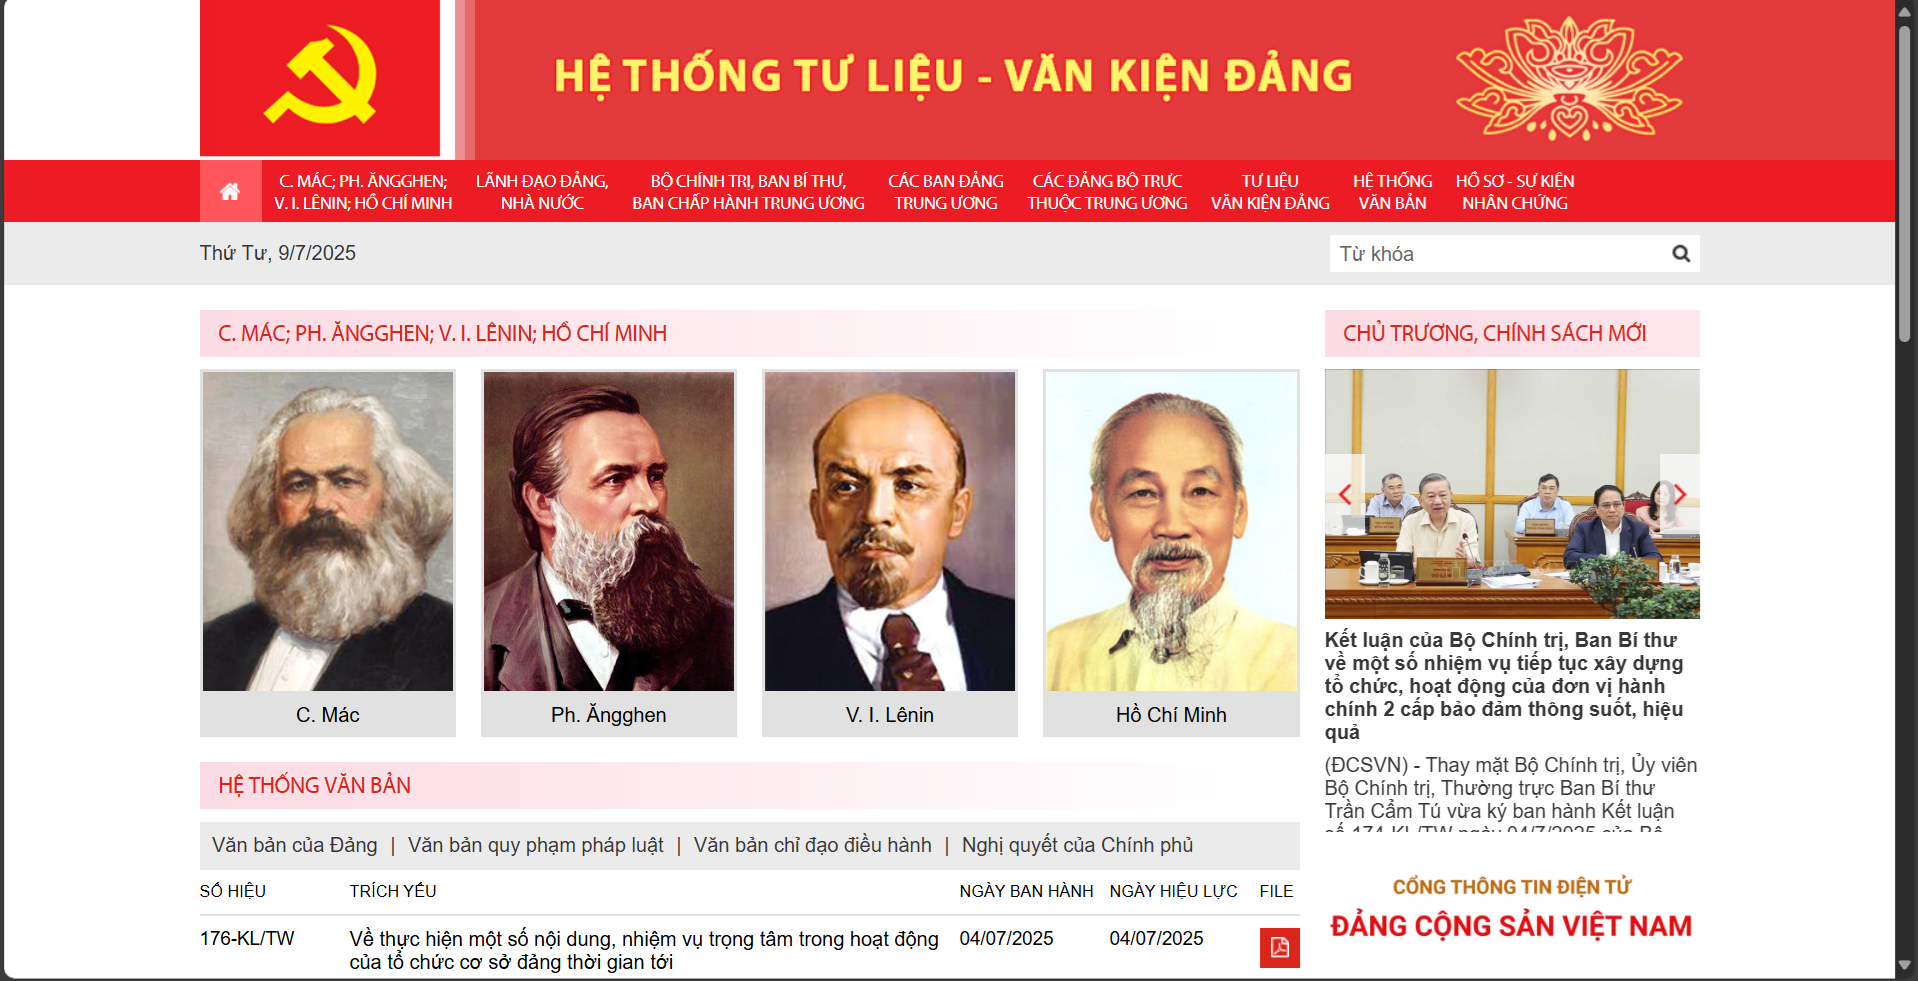 HỆ THỐNG TƯ LIỆU - VĂN KIỆN ĐẢNG
C. MÁC; PH. ĂNGGHEN;
V. I. LÊNIN; HỒ CHÍ MINH
LÃNH ĐẠO ĐẢNG,
NHÀ NƯỚC
BỘ CHÍNH TRỊ, BAN BÍ THƯ,
BAN CHẤP HÀNH TRUNG ƯƠNG
CÁC BAN ĐẢNG
TRUNG ƯƠNG
CÁC ĐẢNG BỘ TRỰC
THUỘC TRUNG ƯƠNG
TƯ LIỆU
VĂN KIỆN ĐẢNG
HỆ THỐNG
VĂN BẢN
HỒ SƠ - SỰ KIỆN
NHÂN CHỨNG
Thứ Tư, 9/7/2025
Từ khóa
C. MÁC; PH. ĂNGGHEN; V. I. LÊNIN; HỒ CHÍ MINH
C. Mác
Ph. Ăngghen
V. I. Lênin
Hồ Chí Minh
HỆ THỐNG VĂN BẢN
Văn bản của Đảng | Văn bản quy phạm pháp luật | Văn bản chỉ đạo điều hành | Nghị quyết của Chính phủ
SỐ HIỆU TRÍCH YẾU NGÀY BAN HÀNH NGÀY HIỆU LỰC FILE
176-KL/TW Về thực hiện một số nội dung, nhiệm vụ trọng tâm trong hoạt động 04/07/2025 04/07/2025
của tổ chức cơ sở đảng thời gian tới
CHỦ TRƯƠNG, CHÍNH SÁCH MỚI
Kết luận của Bộ Chính trị, Ban Bí thư
về một số nhiệm vụ tiếp tục xây dựng
tổ chức, hoạt động của đơn vị hành
chính 2 cấp bảo đảm thông suốt, hiệu
quả
(ĐCSVN) - Thay mặt Bộ Chính trị, Ủy viên
Bộ Chính trị, Thường trực Ban Bí thư
Trần Cẩm Tú vừa ký ban hành Kết luận
số 174-KL/TW ngày 04/7/2025 của Bộ
CỔNG THÔNG TIN ĐIỆN TỬ
ĐẢNG CỘNG SẢN VIỆT NAM